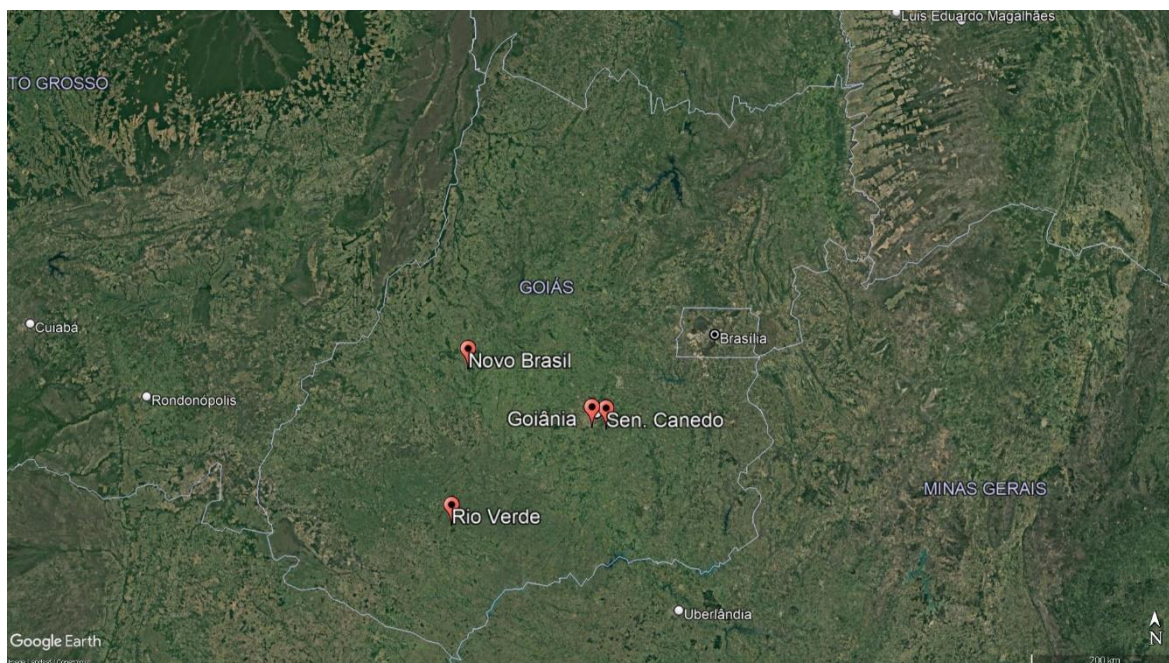 Luis Eduardo Magalhães
TO GROSSO
GOIÁS
Cuiabá
Brasília
Novo Brasil
Rondonópolis
Goiânia
Sen. Canedo
MINAS GERAIS
Rio Verde
Uberlândia
Google Earth
N
200 km